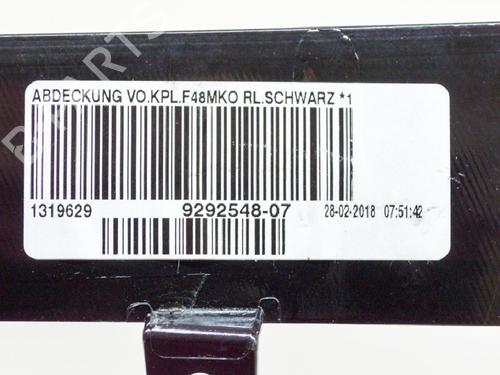 ABDECKUNG VO.KPL.F48MKO RL.SCHWARZ *1
1319629
9292548-07
28-02-2018 07:51:42